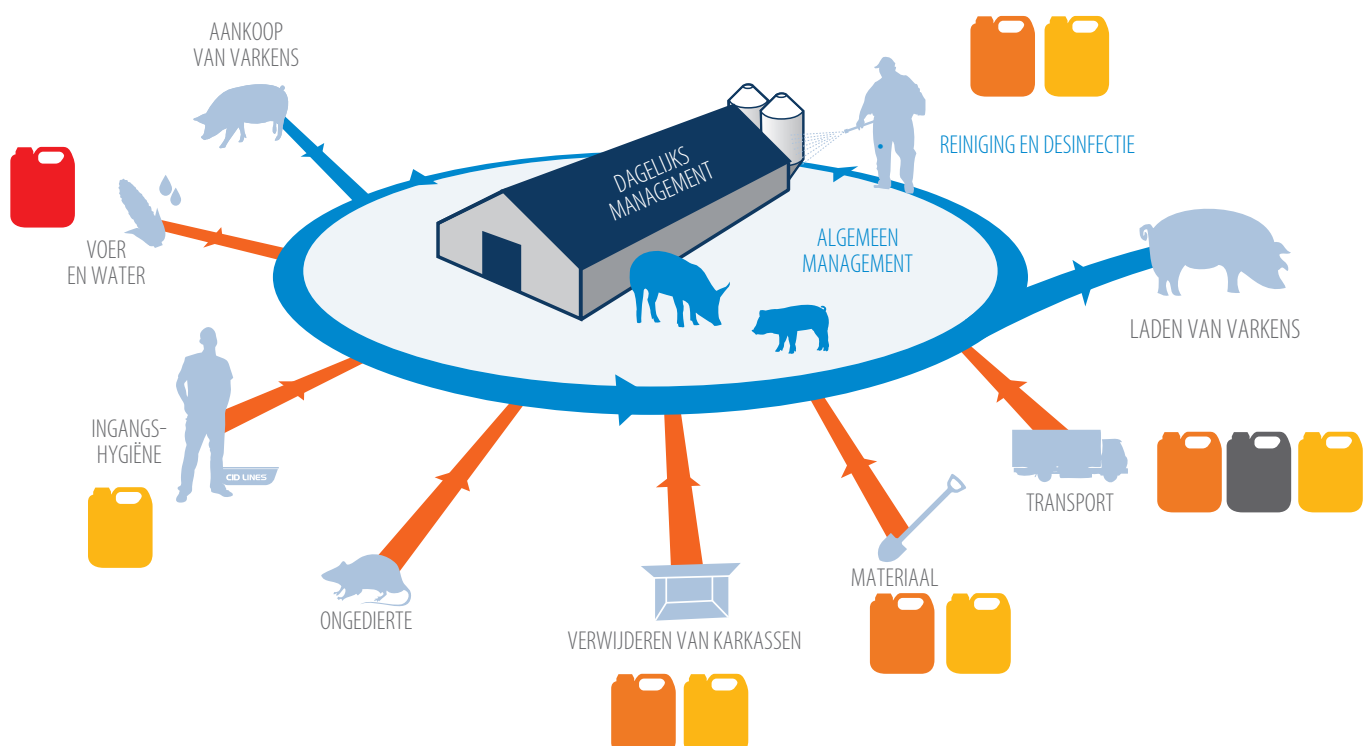 AANKOOP
VAN VARKENS
REINIGING EN DESINFECTIE
DAGELIJKS
MANAGEMENT
VOER
EN WATER
ALGEMEEN
MANAGEMENT
LADEN VAN VARKENS
INGANGS-
HYGIËNE
CID LINES
TRANSPORT
MATERIAAL
ONGEDIERTE
VERWIJDEREN VAN KARKASSEN